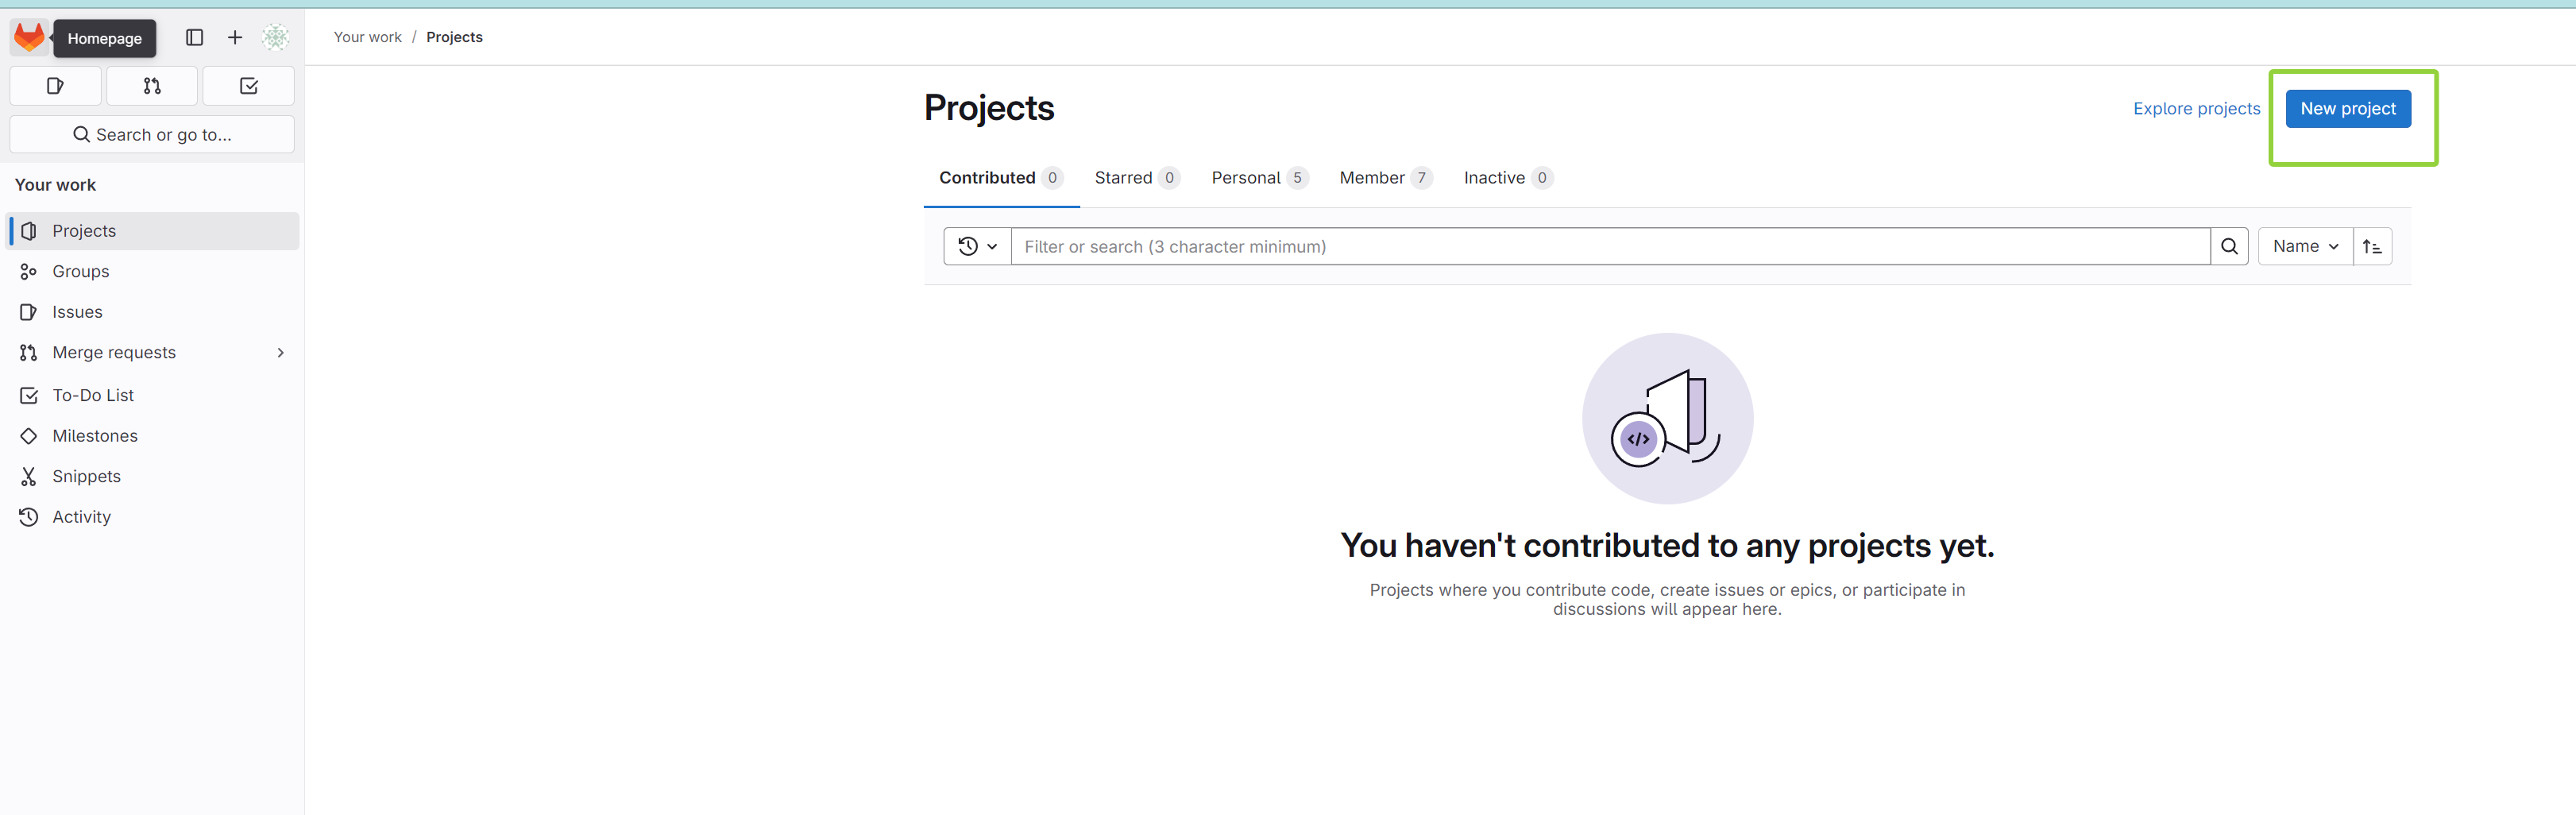 Homepage
Your work / Projects
Search or go to...
Your work
Projects
Groups
Issues
Merge requests
To-Do List
Milestones
Snippets
Activity
Projects
Explore projects
New project
Contributed 0 Starred 0 Personal 5 Member 7 Inactive 0
Filter or search (3 character minimum)
Name
</>
You haven't contributed to any projects yet.
Projects where you contribute code, create issues or epics, or participate in
discussions will appear here.